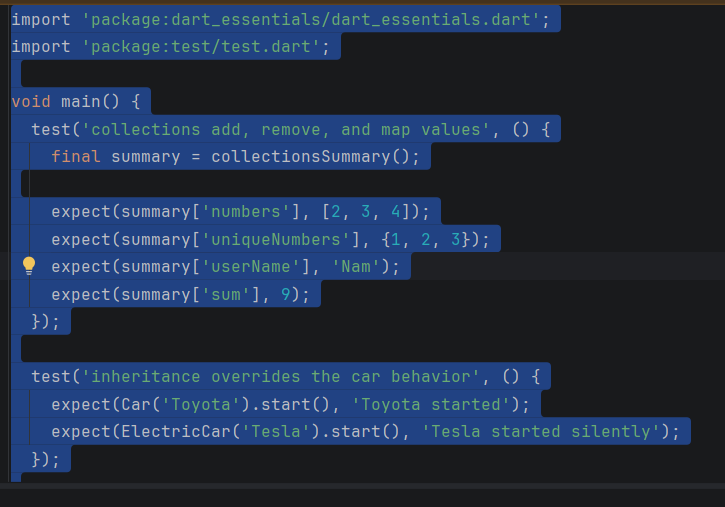 import 'package:dart_essentials/dart_essentials.dart';
import 'package:test/test.dart';
void main() {
test('collections add, remove, and map values', () {
final summary = collectionsSummary();
expect(summary['numbers'], [2, 3, 4]);
expect(summary['uniqueNumbers'], {1, 2, 3});
expect(summary['userName'], 'Nam');
expect(summary['sum'], 9);
});
test('inheritance overrides the car behavior', () {
expect(Car('Toyota').start(), 'Toyota started');
expect(ElectricCar('Tesla').start(), 'Tesla started silently');
});